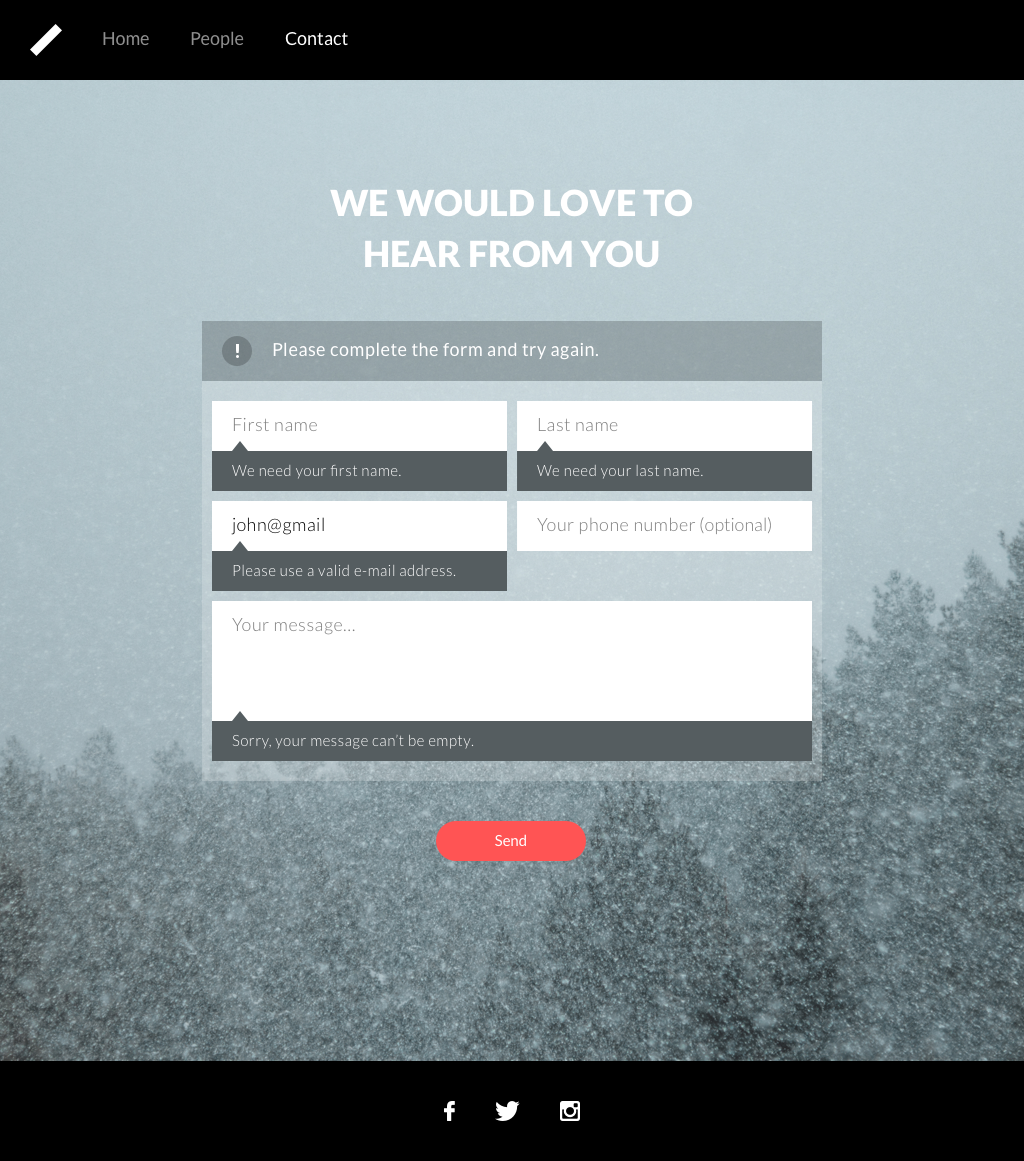 Home People Contact
WE WOULD LOVE TO
HEAR FROM YOU
! Please complete the form and try again.
First name Last name
We need your first name. We need your last name.
john@gmail Your phone number (optional)
Please use a valid e-mail address.
Your message...
Sorry, your message can't be empty.
Send